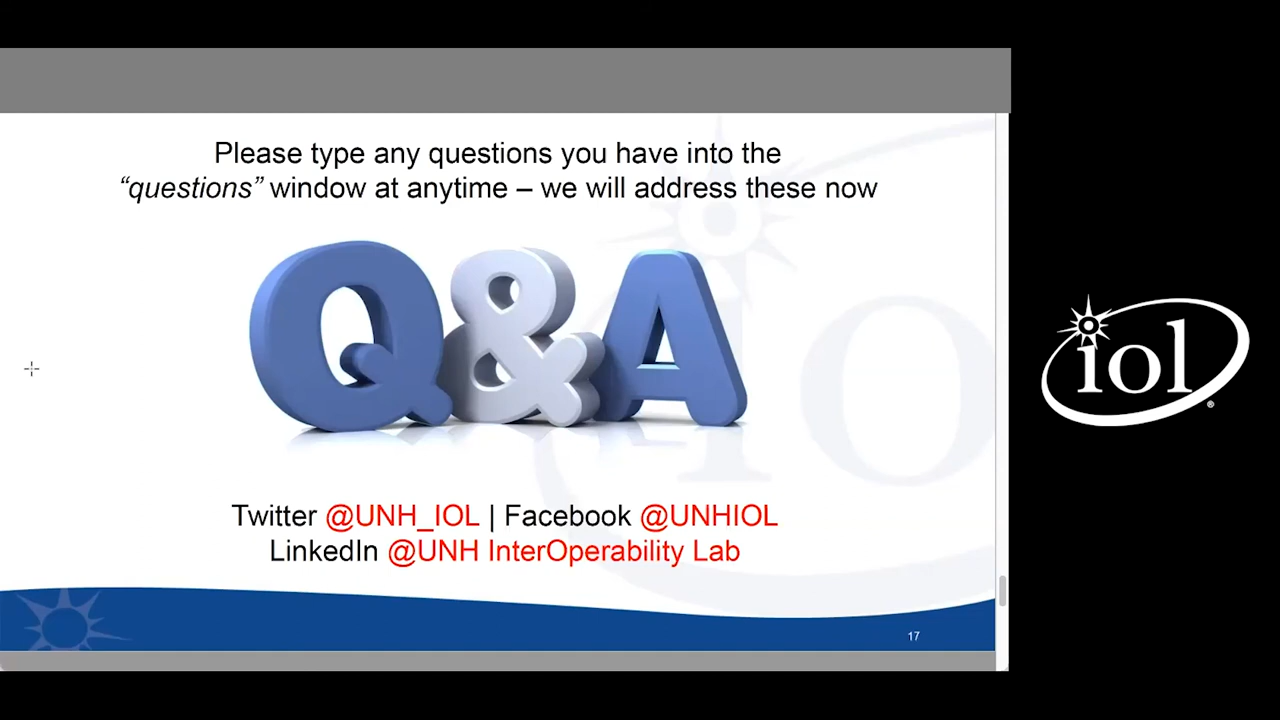 Please type any questions you have into the
“questions” window at anytime – we will address these now
Q&A
Twitter @UNH_IOL | Facebook @UNHIOL
LinkedIn @UNH InterOperability Lab
17
iol
iol
®